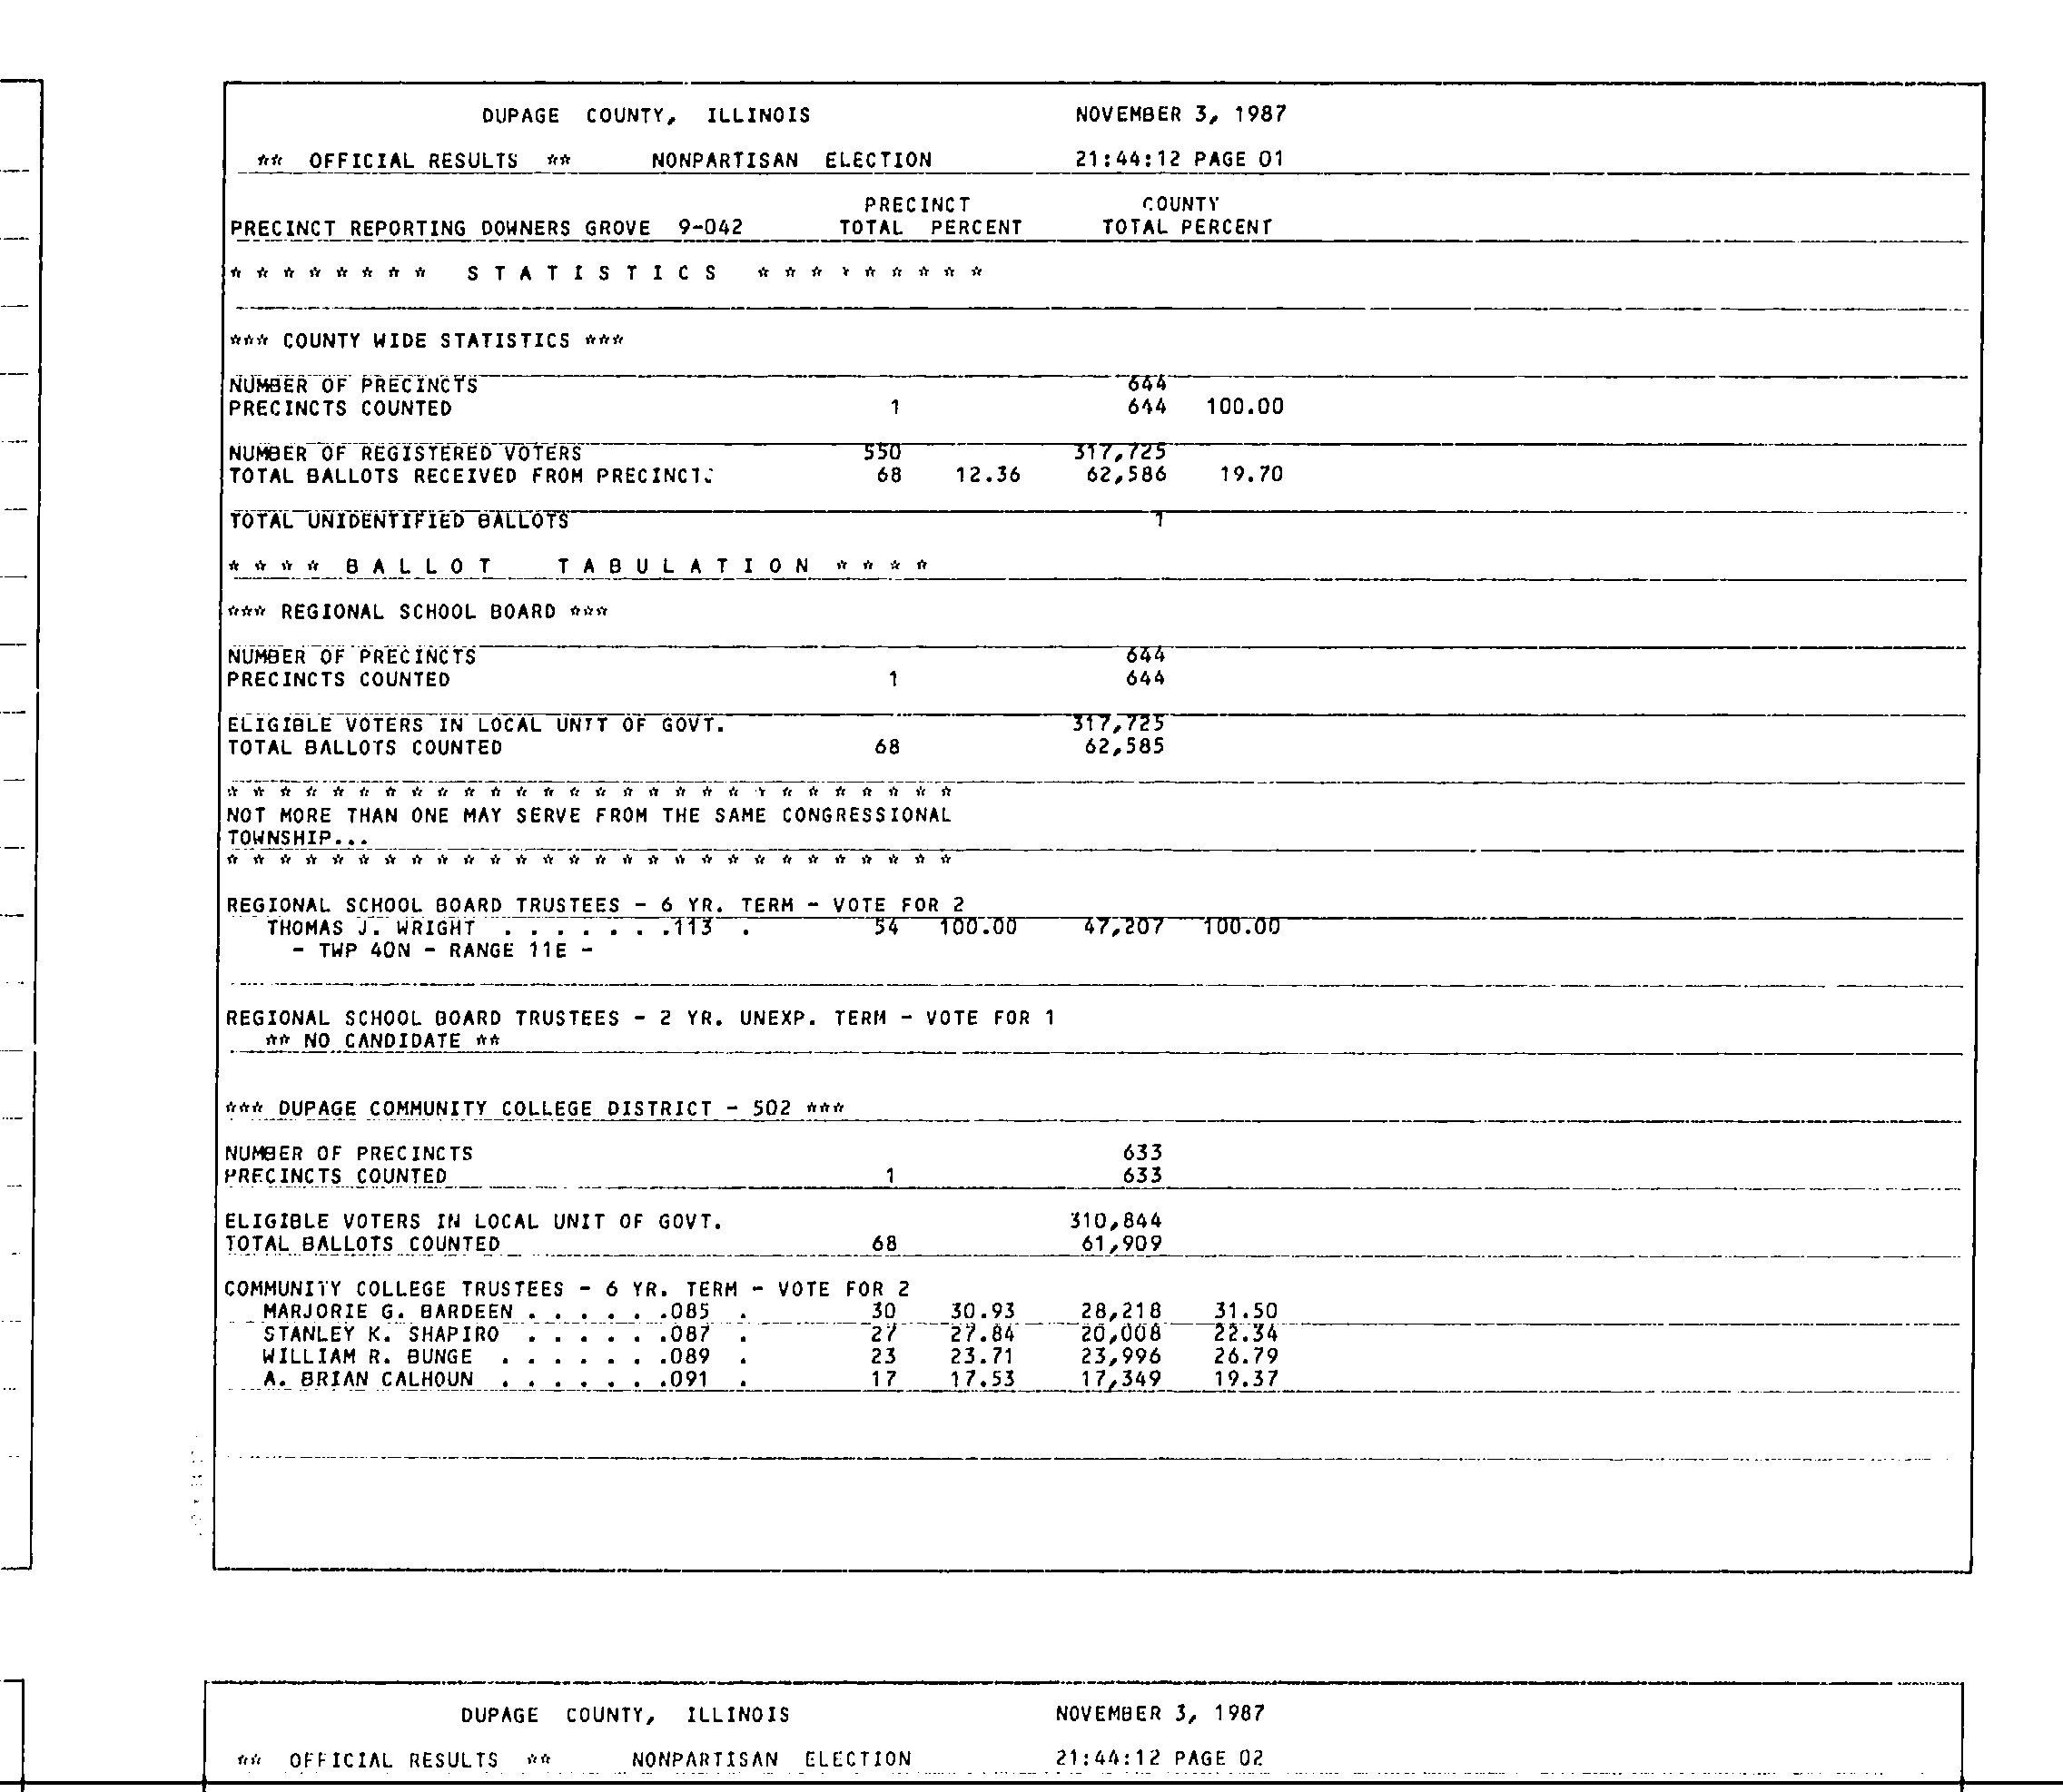 DUPAGE COUNTY, ILLINOIS NOVEMBER 3, 1987
** OFFICIAL RESULTS ** NONPARTISAN ELECTION 21:44:12 PAGE 01
PRECINCT COUNTY
PRECINCT REPORTING DOWNERS GROVE 9-042 TOTAL PERCENT TOTAL PERCENT
* * * * * * * * S T A T I S T I C S * * * * * * * * *
*** COUNTY WIDE STATISTICS ***
NUMBER OF PRECINCTS 644
PRECINCTS COUNTED 1 644 100.00
NUMBER OF REGISTERED VOTERS 550 317,725
TOTAL BALLOTS RECEIVED FROM PRECINCT. 68 12.36 62,586 19.70
TOTAL UNIDENTIFIED BALLOTS 1
* * * * B A L L O T T A B U L A T I O N * * * *
*** REGIONAL SCHOOL BOARD ***
NUMBER OF PRECINCTS 644
PRECINCTS COUNTED 1 644
ELIGIBLE VOTERS IN LOCAL UNIT OF GOVT. 317,725
TOTAL BALLOTS COUNTED 68 62,585
* * * * * * * * * * * * * * * * * * * * * * * * * * * *
NOT MORE THAN ONE MAY SERVE FROM THE SAME CONGRESSIONAL
TOWNSHIP...
* * * * * * * * * * * * * * * * * * * * * * * * * * * *
REGIONAL SCHOOL BOARD TRUSTEES - 6 YR. TERM - VOTE FOR 2
THOMAS J. WRIGHT . . . . . . .113 . 54 100.00 47,207 100.00
- TWP 40N - RANGE 11E -
REGIONAL SCHOOL BOARD TRUSTEES - 2 YR. UNEXP. TERM - VOTE FOR 1
** NO CANDIDATE **
*** DUPAGE COMMUNITY COLLEGE DISTRICT - 502 ***
NUMBER OF PRECINCTS 633
PRECINCTS COUNTED 1 633
ELIGIBLE VOTERS IN LOCAL UNIT OF GOVT. 310,844
TOTAL BALLOTS COUNTED 68 61,909
COMMUNITY COLLEGE TRUSTEES - 6 YR. TERM - VOTE FOR 2
MARJORIE G. BARDEEN . . . . . .085 . 30 30.93 28,218 31.50
STANLEY K. SHAPIRO . . . . . .087 . 27 27.84 20,008 22.34
WILLIAM R. BUNGE . . . . . . .089 . 23 23.71 23,996 26.79
A. BRIAN CALHOUN . . . . . . .091 . 17 17.53 17,349 19.37
DUPAGE COUNTY, ILLINOIS NOVEMBER 3, 1987
** OFFICIAL RESULTS ** NONPARTISAN ELECTION 21:44:12 PAGE 02